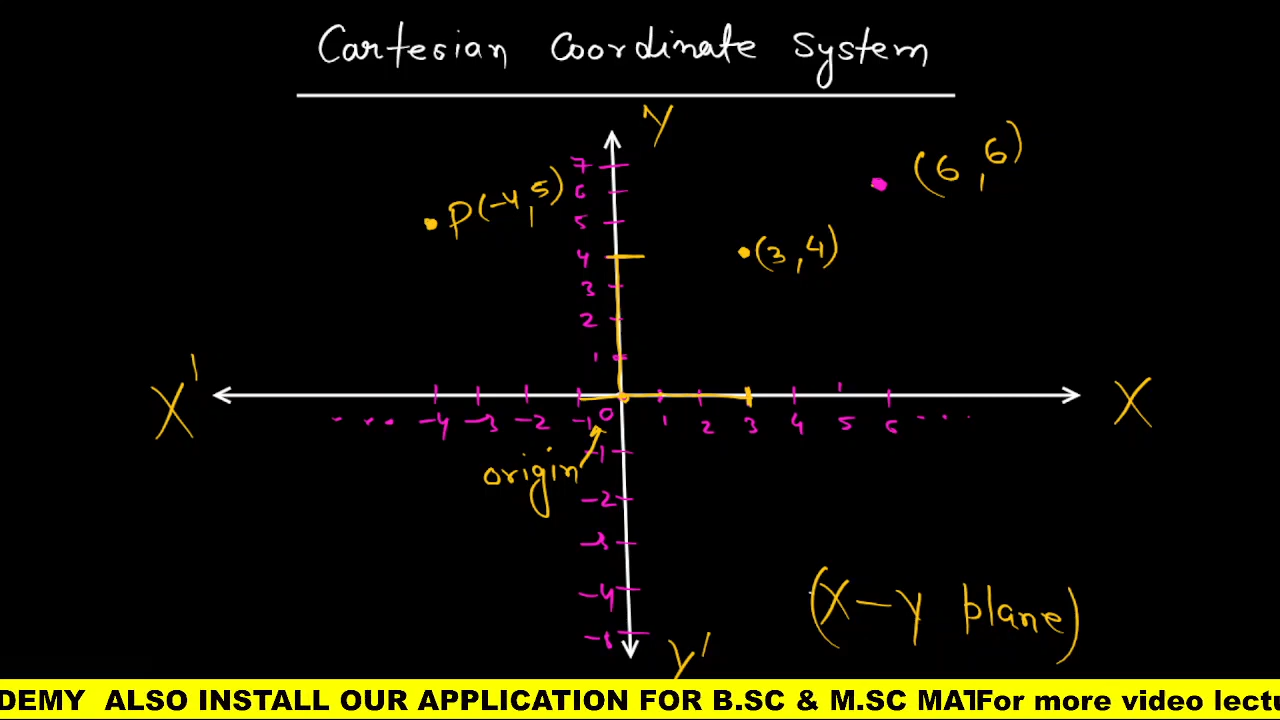 Cartesian Coordinate System
Y
7
6
5
4
3
2
1
P(-4,5)
(3,4)
(6,6)
X'
X
.... -4 -3 -2 -1 0 1 2 3 4 5 6 ....
origin
-1
-2
-3
-4
Y'
(X-Y plane)
DEMY ALSO INSTALL OUR APPLICATION FOR B.SC & M.SC MAT For more video lectu